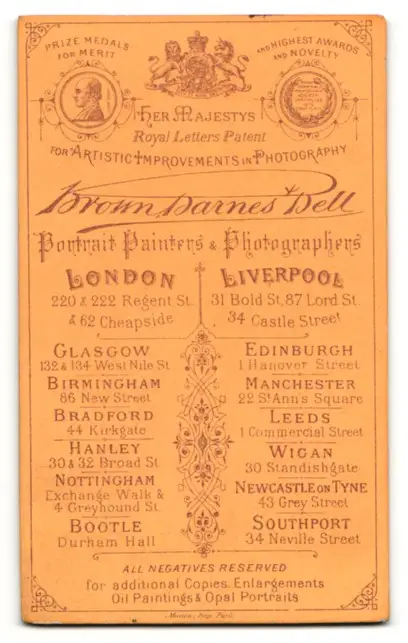 PRIZE MEDALS
FOR MERIT
AND HIGHEST AWARDS
AND NOVELTY
HER MAJESTYS
Royal Letters Patent
FOR ARTISTIC IMPROVEMENTS IN PHOTOGRAPHY
Brown Barnes & Bell
Portrait Painters & Photographers
LONDON
220 & 222 Regent St.
& 62 Cheapside
LIVERPOOL
31 Bold St, 87 Lord St.
34 Castle Street
GLASGOW
132 & 134 West Nile St
BIRMINGHAM
86 New Street
BRADFORD
44 Kirkgate
HANLEY
30 & 32 Broad St
NOTTINGHAM
Exchange Walk &
4 Greyhound St.
BOOTLE
Durham Hall
EDINBURGH
1 Hanover Street
MANCHESTER
22 St Ann's Square
LEEDS
1 Commercial Street
WIGAN
30 Standishgate
NEWCASTLE ON TYNE
43 Grey Street
SOUTHPORT
34 Neville Street
ALL NEGATIVES RESERVED
for additional Copies. Enlargements
Oil Paintings & Opal Portraits
Paris